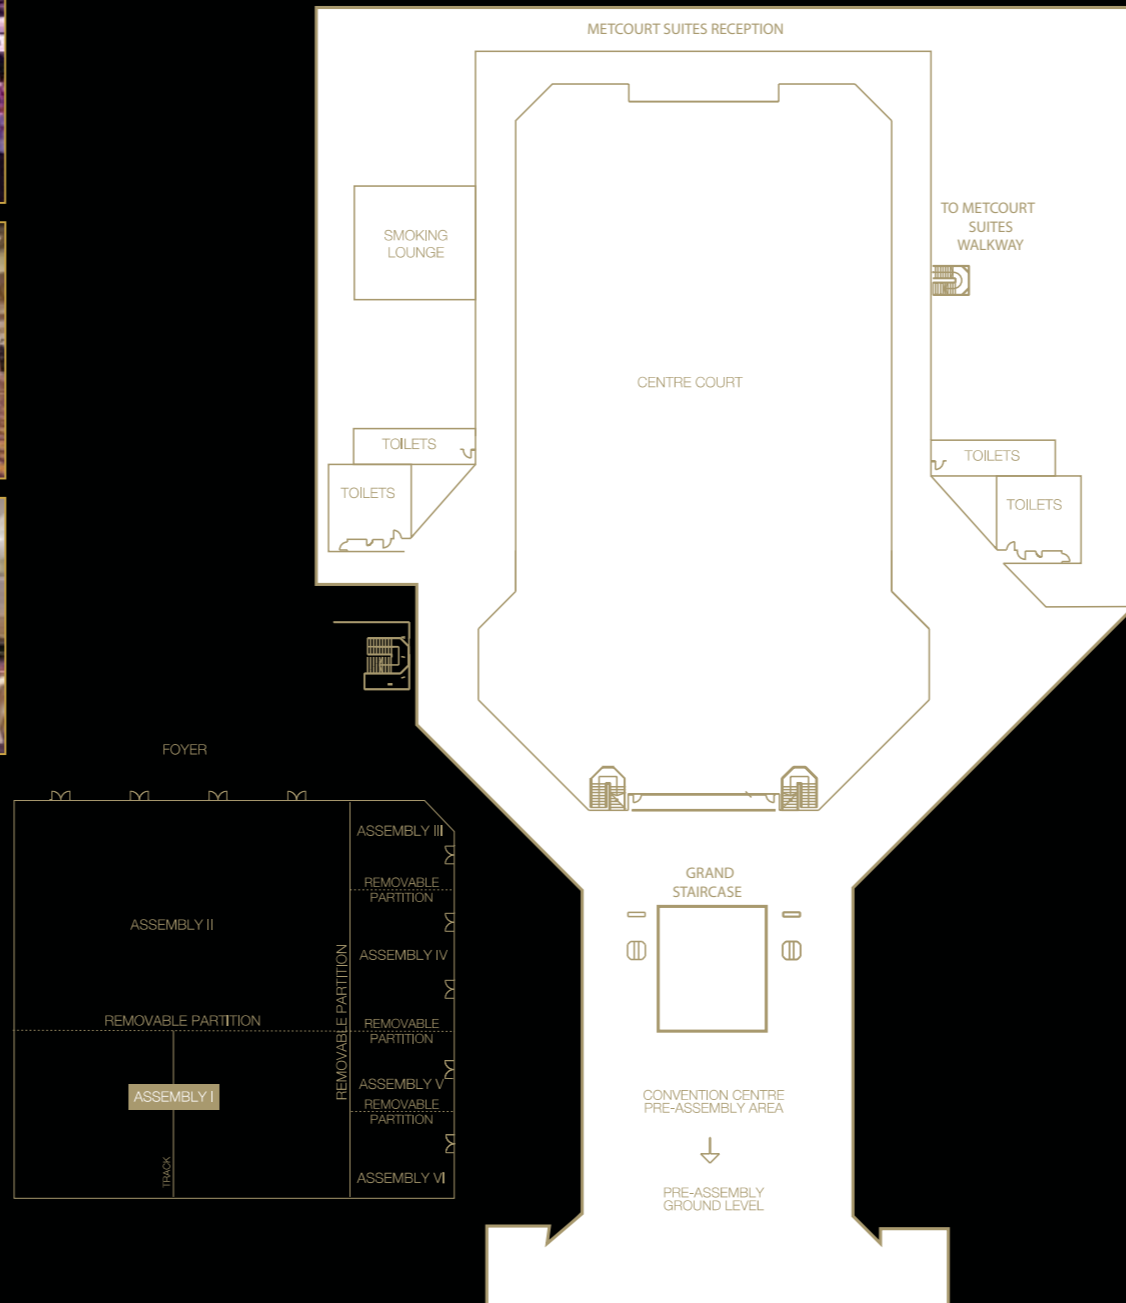 METCOURT SUITES RECEPTION
SMOKING
LOUNGE
TO METCOURT
SUITES
WALKWAY
CENTRE COURT
TOILETS
TOILETS
TOILETS
TOILETS
FOYER
ASSEMBLY III
REMOVABLE
PARTITION
ASSEMBLY II
ASSEMBLY IV
REMOVABLE PARTITION
REMOVABLE PARTITION
REMOVABLE
PARTITION
ASSEMBLY I
ASSEMBLY V
REMOVABLE
PARTITION
TRACK
ASSEMBLY VI
GRAND
STAIRCASE
CONVENTION CENTRE
PRE-ASSEMBLY AREA
PRE-ASSEMBLY
GROUND LEVEL